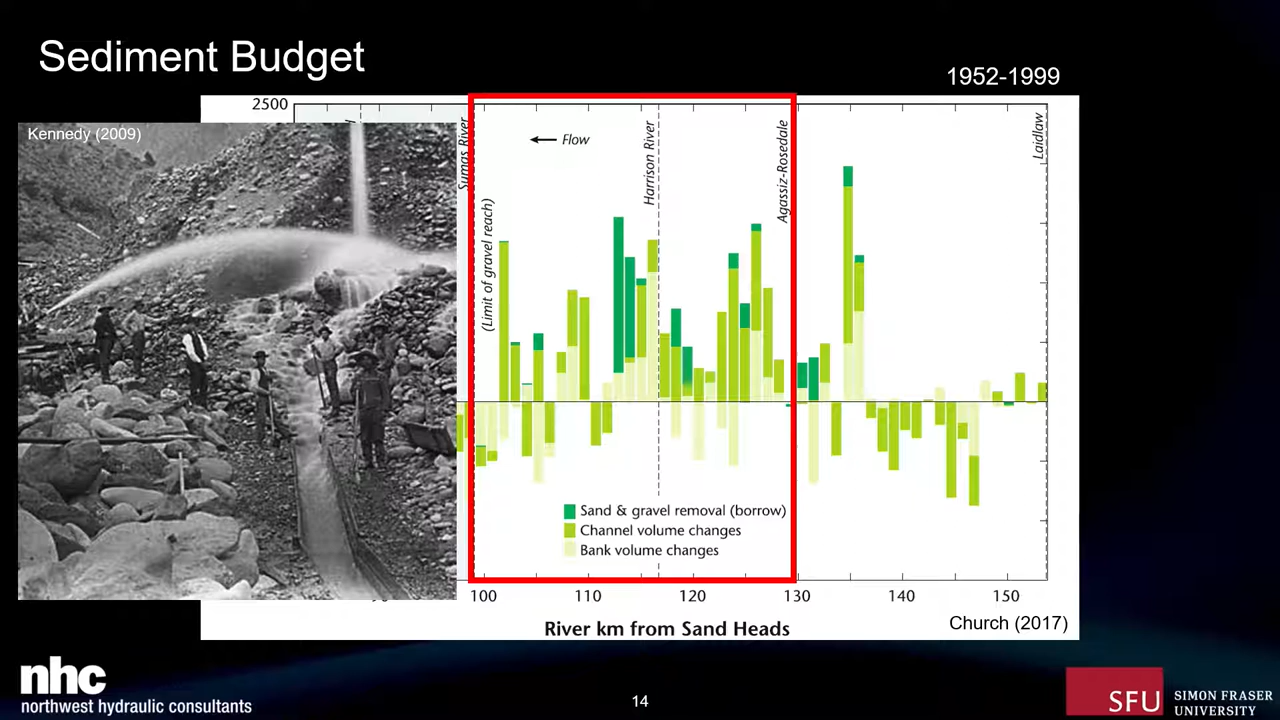 Sediment Budget
1952-1999
2500
Kennedy (2009)
Sumas River
Flow
Harrison River
Agassiz-Rosedale
Laidlaw
(Limit of gravel reach)
Sand & gravel removal (borrow)
Channel volume changes
Bank volume changes
100 110 120 130 140 150
River km from Sand Heads
Church (2017)
nhc
northwest hydraulic consultants
14
SFU
SIMON FRASER
UNIVERSITY